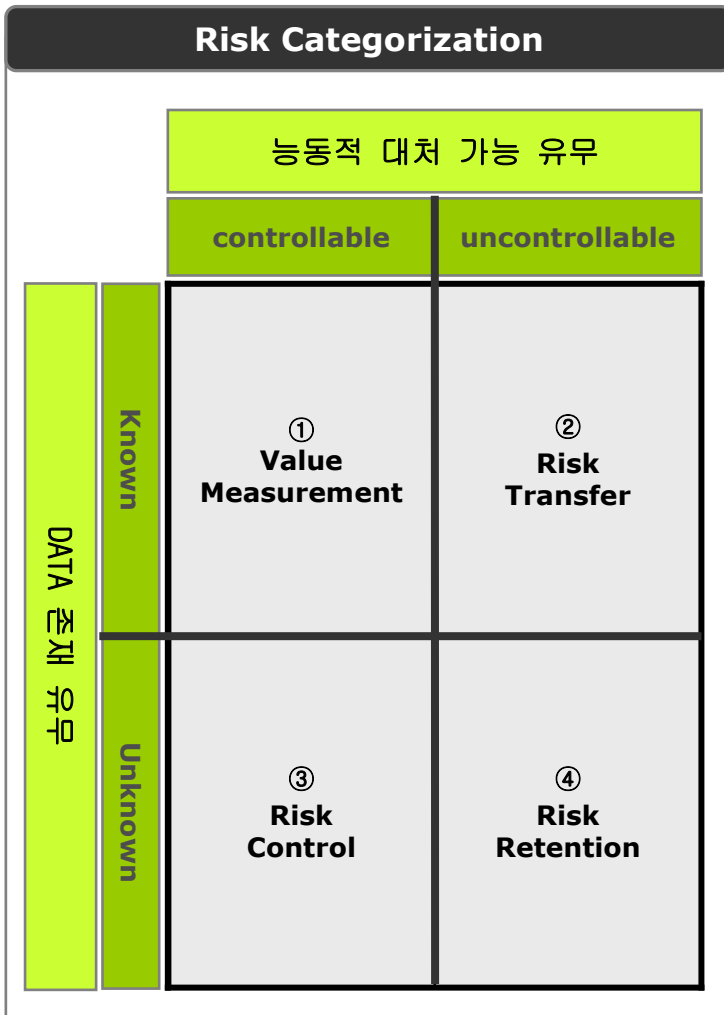 Risk Categorization
능동적 대처 가능 유무
controllable
uncontrollable
DATA 존재 유무
Known
①
Value
Measurement
②
Risk
Transfer
Unknown
③
Risk
Control
④
Risk
Retention